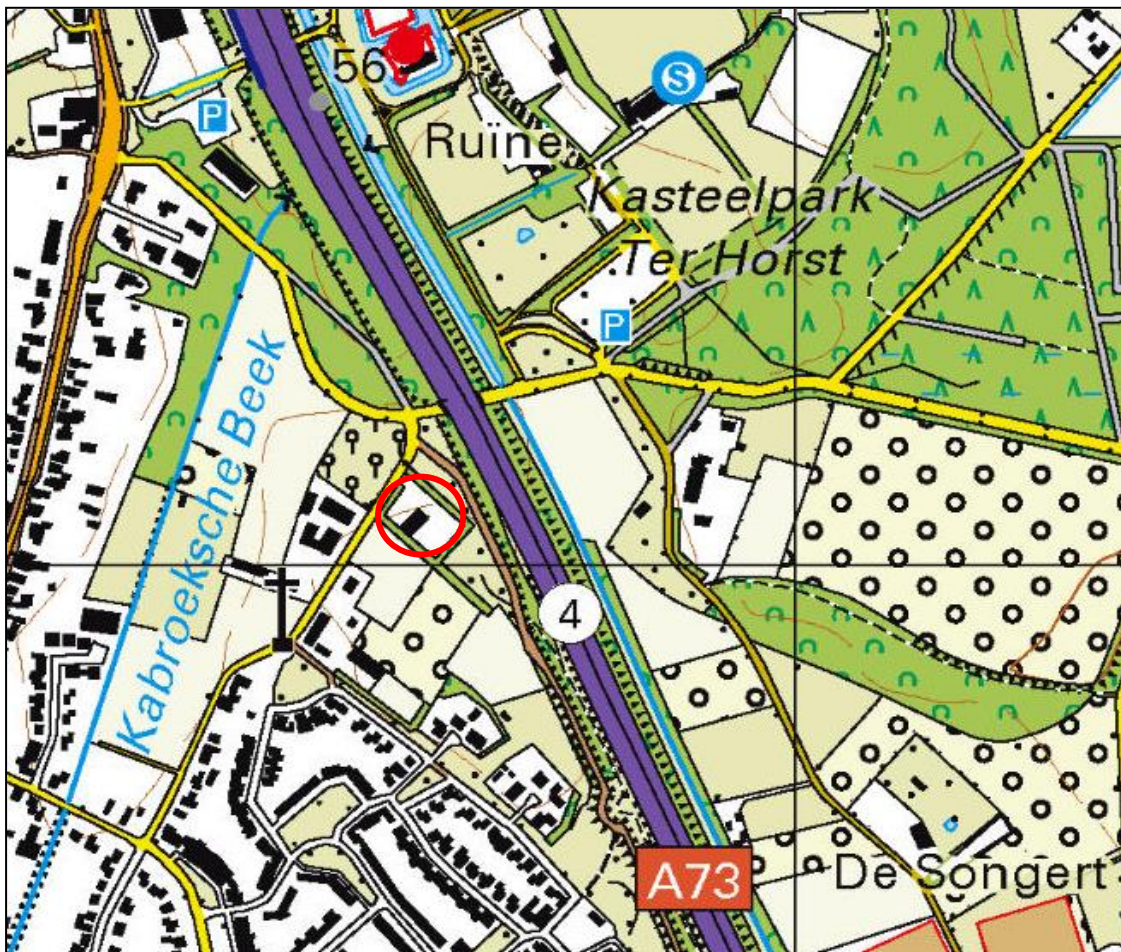 56
S
P
Ruïne
Kasteelpark
Ter Horst
P
Kabroeksche Beek
4
A73
De Songert